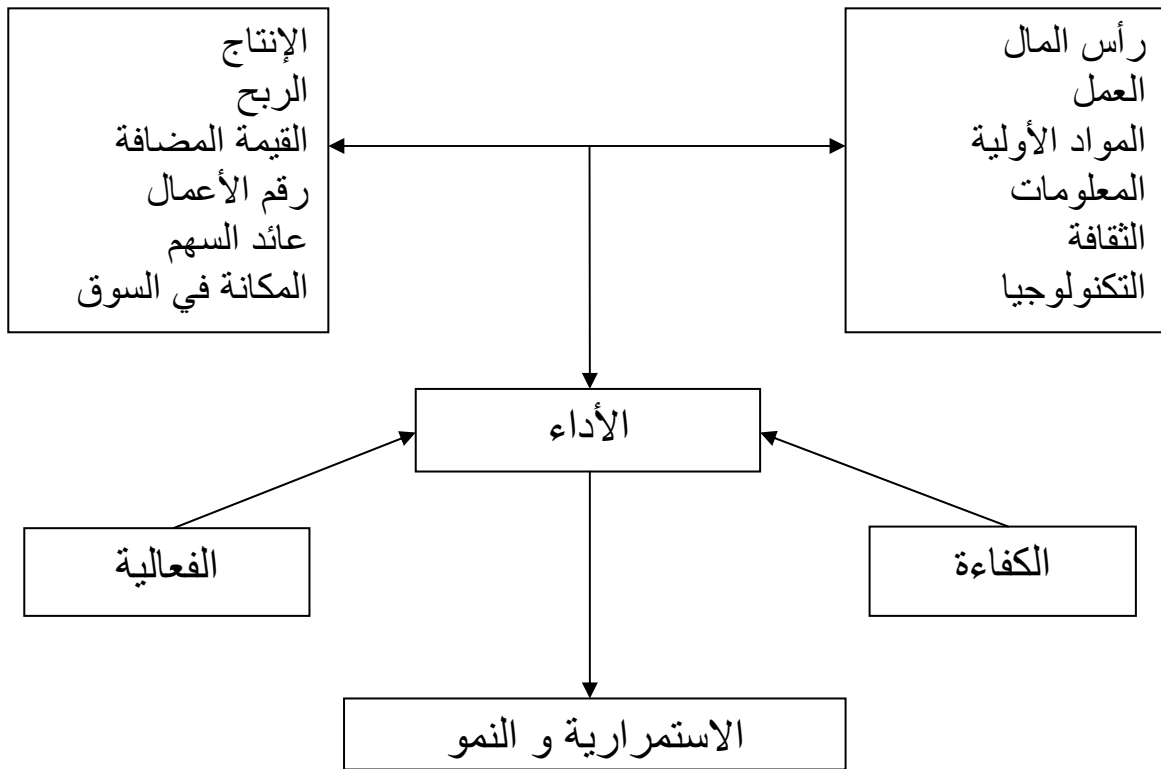 رأس المال
العمل
المواد الأولية
المعلومات
الثقافة
التكنولوجيا
الإنتاج
الربح
القيمة المضافة
رقم الأعمال
عائد السهم
المكانة في السوق
الأداء
الكفاءة
الفعالية
الاستمرارية و النمو